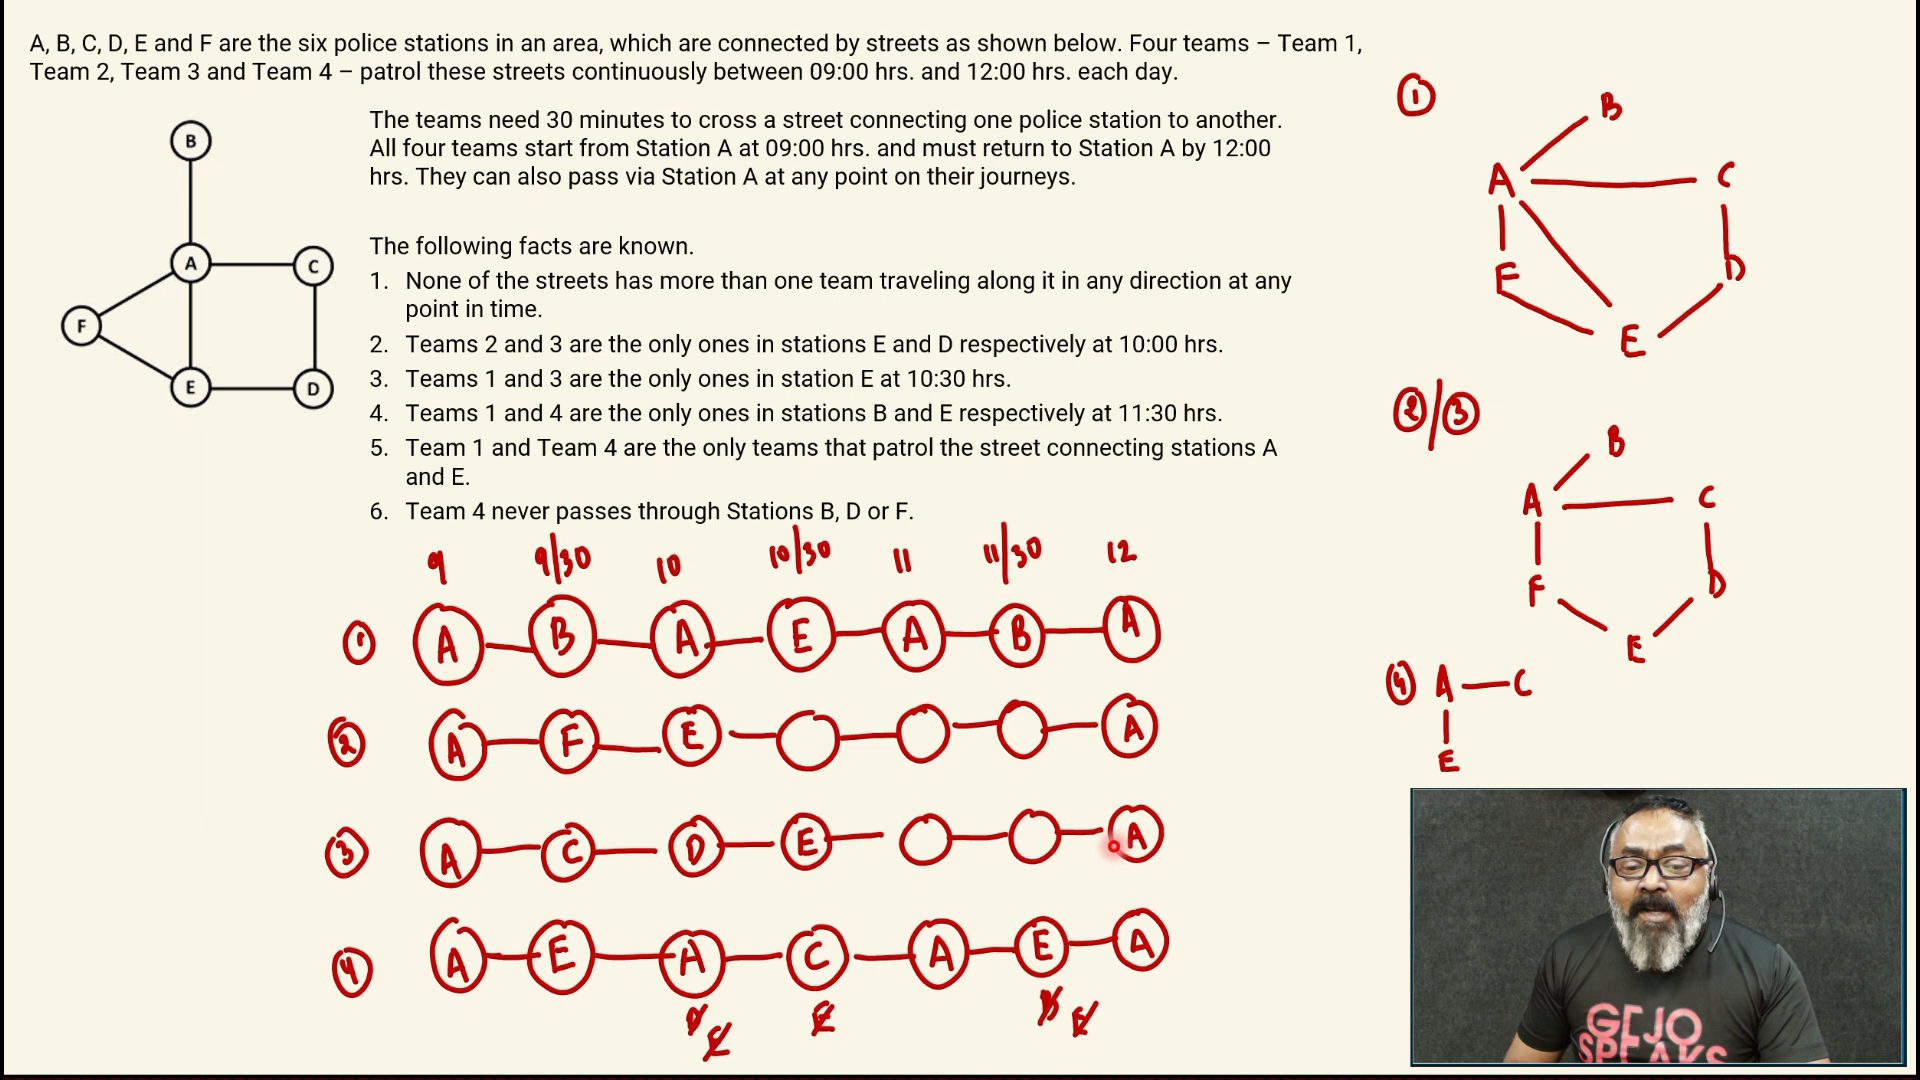 A, B, C, D, E and F are the six police stations in an area, which are connected by streets as shown below. Four teams – Team 1,
Team 2, Team 3 and Team 4 – patrol these streets continuously between 09:00 hrs. and 12:00 hrs. each day.
B
A
C
F
E
D
The teams need 30 minutes to cross a street connecting one police station to another.
All four teams start from Station A at 09:00 hrs. and must return to Station A by 12:00
hrs. They can also pass via Station A at any point on their journeys.
The following facts are known.
1. None of the streets has more than one team traveling along it in any direction at any
point in time.
2. Teams 2 and 3 are the only ones in stations E and D respectively at 10:00 hrs.
3. Teams 1 and 3 are the only ones in station E at 10:30 hrs.
4. Teams 1 and 4 are the only ones in stations B and E respectively at 11:30 hrs.
5. Team 1 and Team 4 are the only teams that patrol the street connecting stations A
and E.
6. Team 4 never passes through Stations B, D or F.
9 9/30 10 10/30 11 11/30 12
1 A B A E A B A
2 A F E A
3 A C D E A
4 A E A C A E A
1
B
A C
F D
E
2/3
B
A C
F D
E
4 A C
E
GEJO
SPEAKS